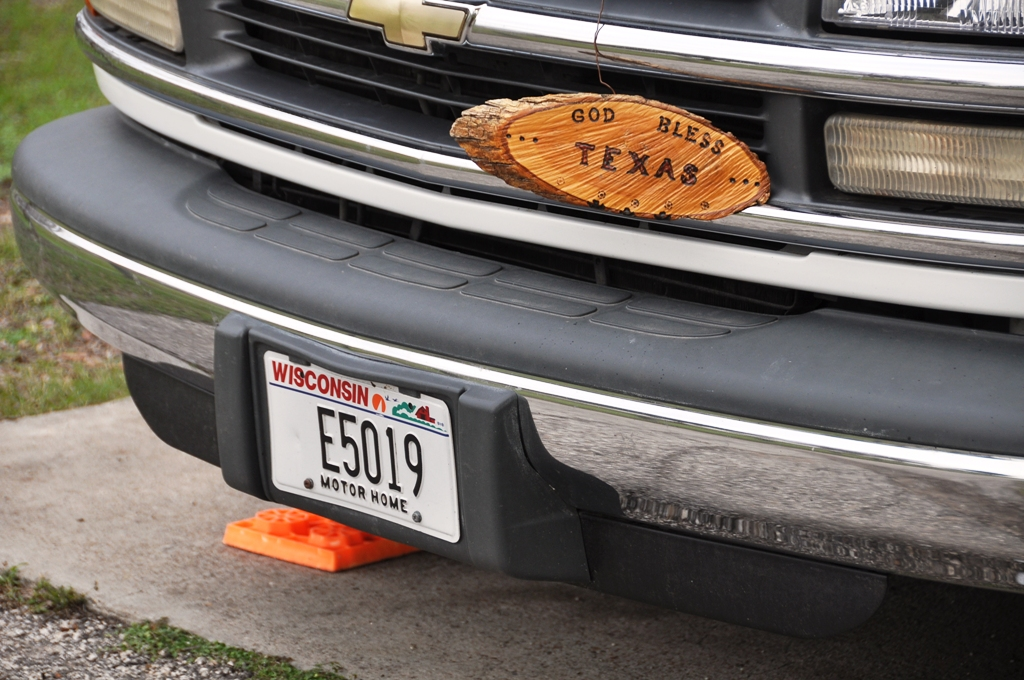 GOD BLESS
TEXAS
WISCONSIN
E5019
MOTOR HOME